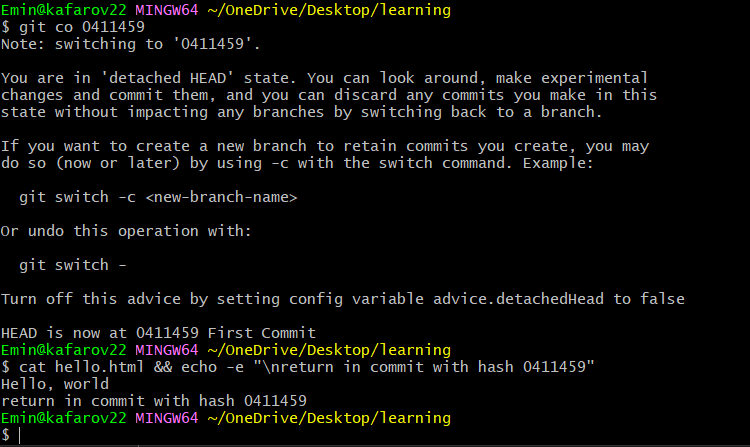 Emin@kafarov22 MINGW64 ~/OneDrive/Desktop/learning
$ git co 0411459
Note: switching to '0411459'.
You are in 'detached HEAD' state. You can look around, make experimental
changes and commit them, and you can discard any commits you make in this
state without impacting any branches by switching back to a branch.
If you want to create a new branch to retain commits you create, you may
do so (now or later) by using -c with the switch command. Example:
git switch -c <new-branch-name>
Or undo this operation with:
git switch -
Turn off this advice by setting config variable advice.detachedHead to false
HEAD is now at 0411459 First Commit
Emin@kafarov22 MINGW64 ~/OneDrive/Desktop/learning
$ cat hello.html && echo -e "\nreturn in commit with hash 0411459"
Hello, world
return in commit with hash 0411459
Emin@kafarov22 MINGW64 ~/OneDrive/Desktop/learning
$